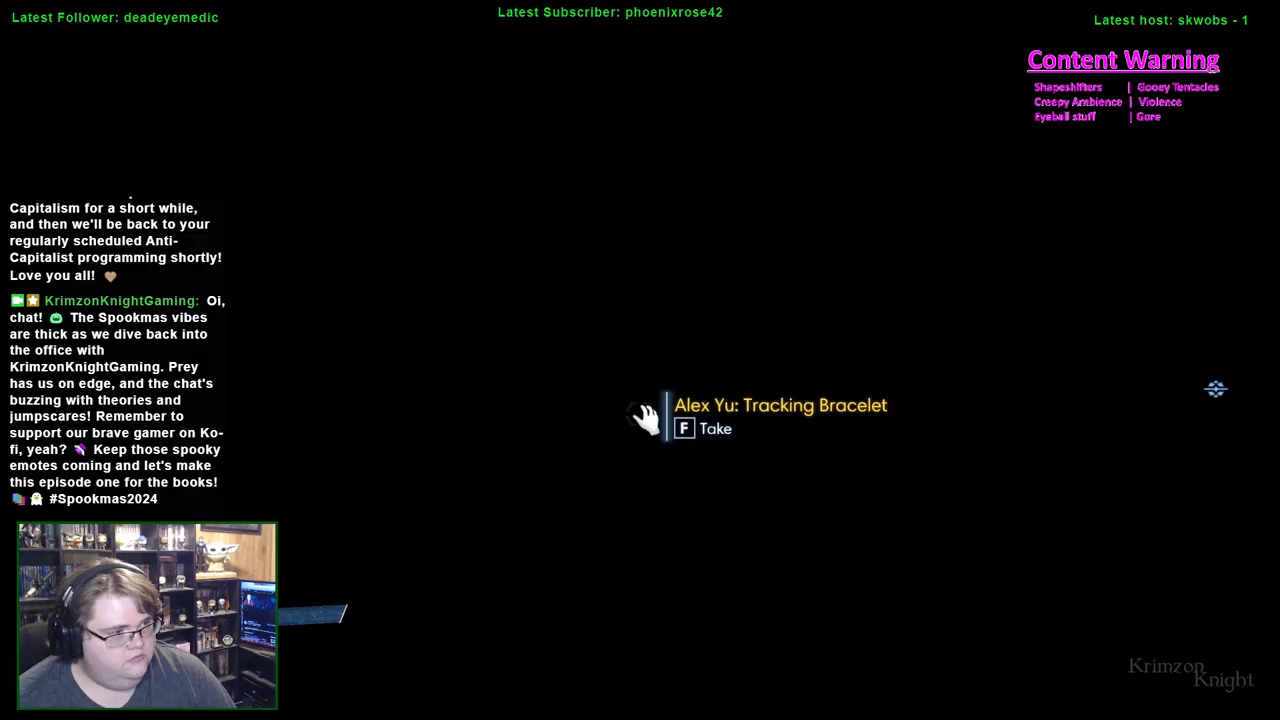 Latest Follower: deadeyemedic
Latest Subscriber: phoenixrose42
Latest host: skwobs - 1
Content Warning
Shapeshifters | Gooey Tentacles
Creepy Ambience | Violence
Eyeball stuff | Gore
Capitalism for a short while,
and then we'll be back to your
regularly scheduled Anti-
Capitalist programming shortly!
Love you all!
KrimzonKnightGaming: Oi,
chat! 🎃 The Spookmas vibes
are thick as we dive back into
the office with
KrimzonKnightGaming. Prey
has us on edge, and the chat's
buzzing with theories and
jumpscares! Remember to
support our brave gamer on Ko-
fi, yeah? Keep those spooky
emotes coming and let's make
this episode one for the books!
📚 👻 #Spookmas2024
Alex Yu: Tracking Bracelet
F Take
Krimzon
Knight